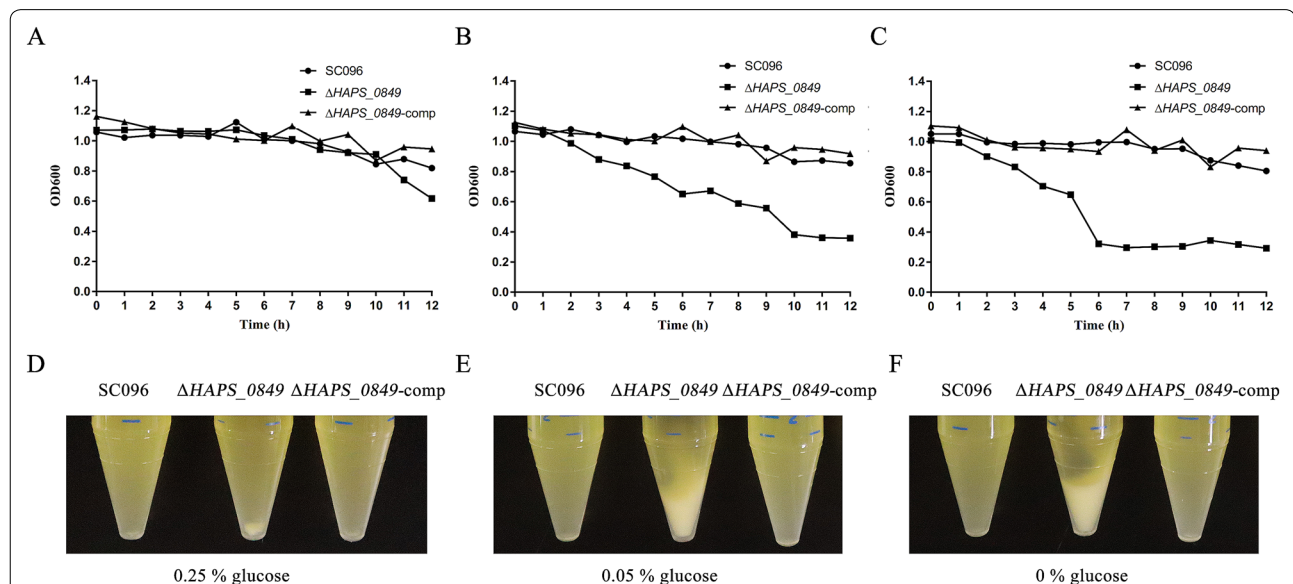 A
B
C
SC096
ΔHAPS_0849
ΔHAPS_0849-comp
SC096
ΔHAPS_0849
ΔHAPS_0849-comp
SC096
ΔHAPS_0849
ΔHAPS_0849-comp
OD600
1.4
1.2
1.0
0.8
0.6
0.4
0.2
0.0
0 1 2 3 4 5 6 7 8 9 10 11 12
Time (h)
OD600
1.4
1.2
1.0
0.8
0.6
0.4
0.2
0.0
0 1 2 3 4 5 6 7 8 9 10 11 12
Time (h)
OD600
1.4
1.2
1.0
0.8
0.6
0.4
0.2
0.0
0 1 2 3 4 5 6 7 8 9 10 11 12
Time (h)
D
SC096 ΔHAPS_0849 ΔHAPS_0849-comp
0.25 % glucose
E
SC096 ΔHAPS_0849 ΔHAPS_0849-comp
0.05 % glucose
F
SC096 ΔHAPS_0849 ΔHAPS_0849-comp
0 % glucose